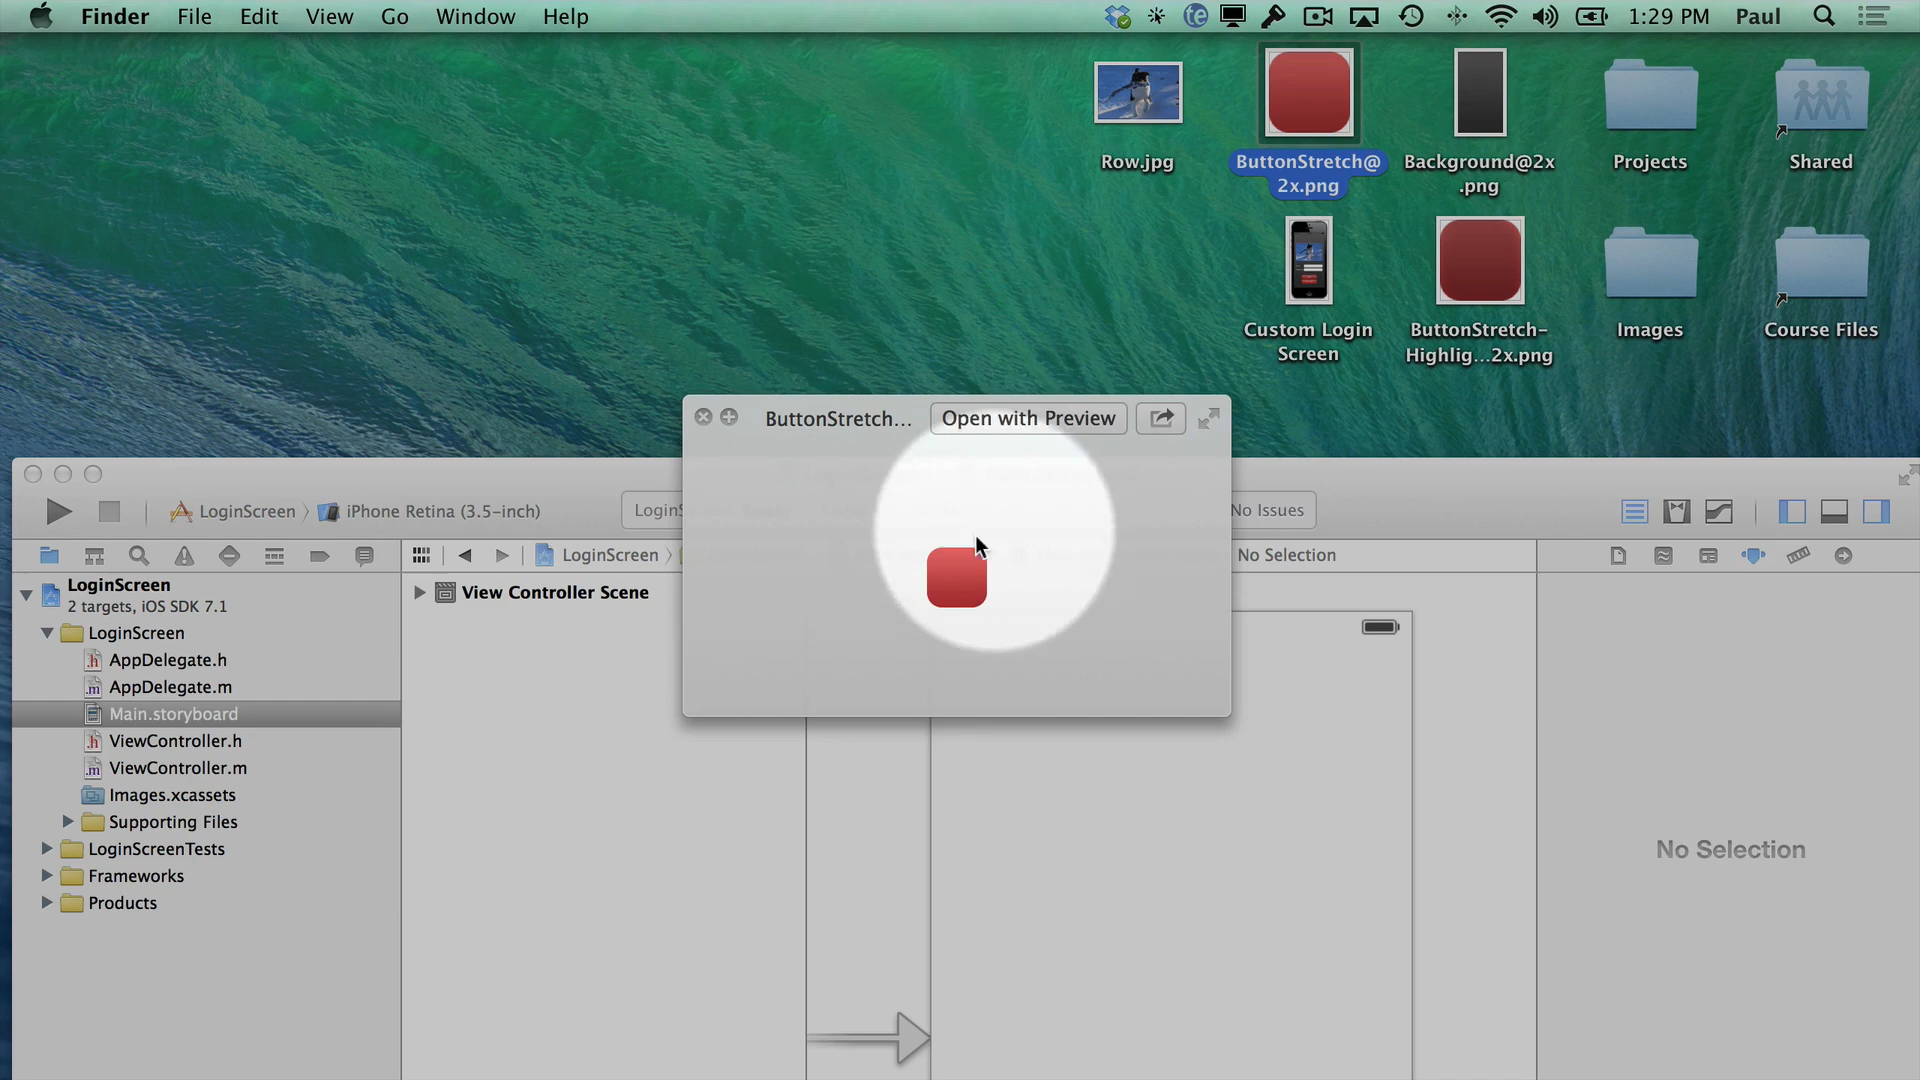 Finder File Edit View Go Window Help
1:29 PM Paul
Row.jpg
ButtonStretch@
2x.png
Background@2x
.png
Projects
Shared
Custom Login
Screen
ButtonStretch-
Highlig...2x.png
Images
Course Files
ButtonStretch... Open with Preview
LoginScreen iPhone Retina (3.5-inch)
No Issues
LoginScreen
No Selection
LoginScreen
2 targets, iOS SDK 7.1
View Controller Scene
LoginScreen
AppDelegate.h
AppDelegate.m
Main.storyboard
ViewController.h
ViewController.m
Images.xcassets
Supporting Files
LoginScreenTests
Frameworks
Products
No Selection